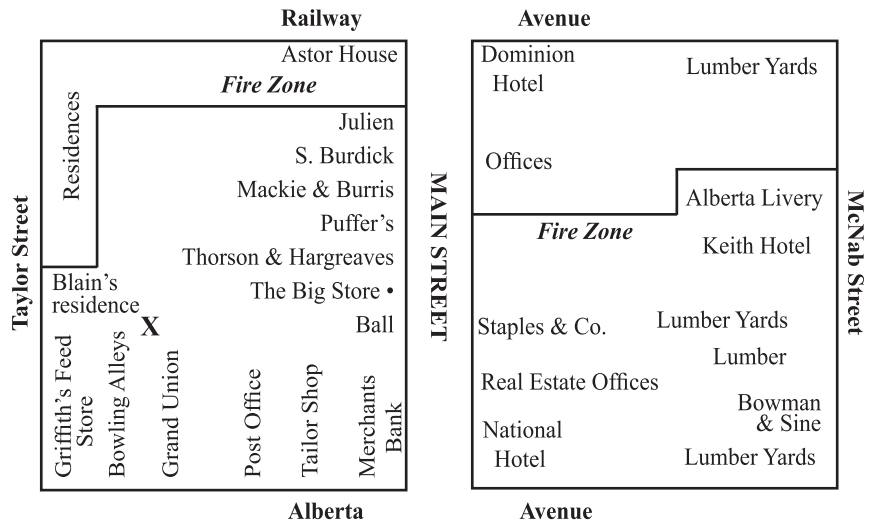 Railway Avenue
Astor House
Fire Zone
Residences
Julien
S. Burdick
Mackie & Burris
Puffer’s
Thorson & Hargreaves
The Big Store •
Ball
Blain’s
residence
X
Griffith’s Feed
Store
Bowling Alleys
Grand Union
Post Office
Tailor Shop
Merchants
Bank
Taylor Street
MAIN STREET
Dominion
Hotel
Lumber Yards
Offices
Alberta Livery
Fire Zone
Keith Hotel
Staples & Co.
Lumber Yards
Lumber
Real Estate Offices
Bowman
& Sine
National
Hotel
Lumber Yards
McNab Street
Alberta Avenue